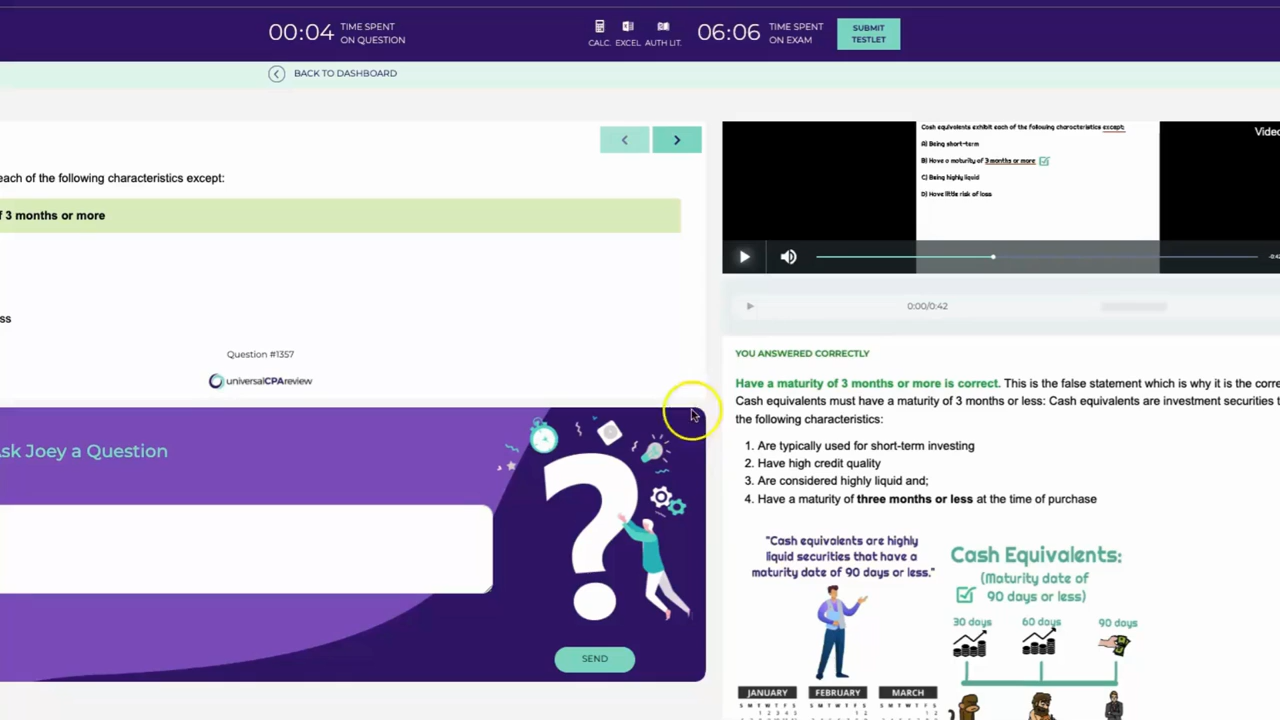 00:04 TIME SPENT
ON QUESTION
CALC. EXCEL AUTH LIT.
06:06 TIME SPENT
ON EXAM
SUBMIT
TESTLET
BACK TO DASHBOARD
each of the following characteristics except:
of 3 months or more
ss
Question #1357
universalCPAreview
Ask Joey a Question
SEND
Cash equivalents exhibit each of the following characteristics except:
A) Being short-term
B) Have a maturity of 3 months or more
C) Being highly liquid
D) Have little risk of loss
Video
0:00/0:42
YOU ANSWERED CORRECTLY
Have a maturity of 3 months or more is correct. This is the false statement which is why it is the corre
Cash equivalents must have a maturity of 3 months or less: Cash equivalents are investment securities t
the following characteristics:
1. Are typically used for short-term investing
2. Have high credit quality
3. Are considered highly liquid and;
4. Have a maturity of three months or less at the time of purchase
"Cash equivalents are highly
liquid securities that have a
maturity date of 90 days or less."
Cash Equivalents:
(Maturity date of
90 days or less)
30 days 60 days 90 days
JANUARY FEBRUARY MARCH
S M T W T F S S M T W T F S S M T W T F S